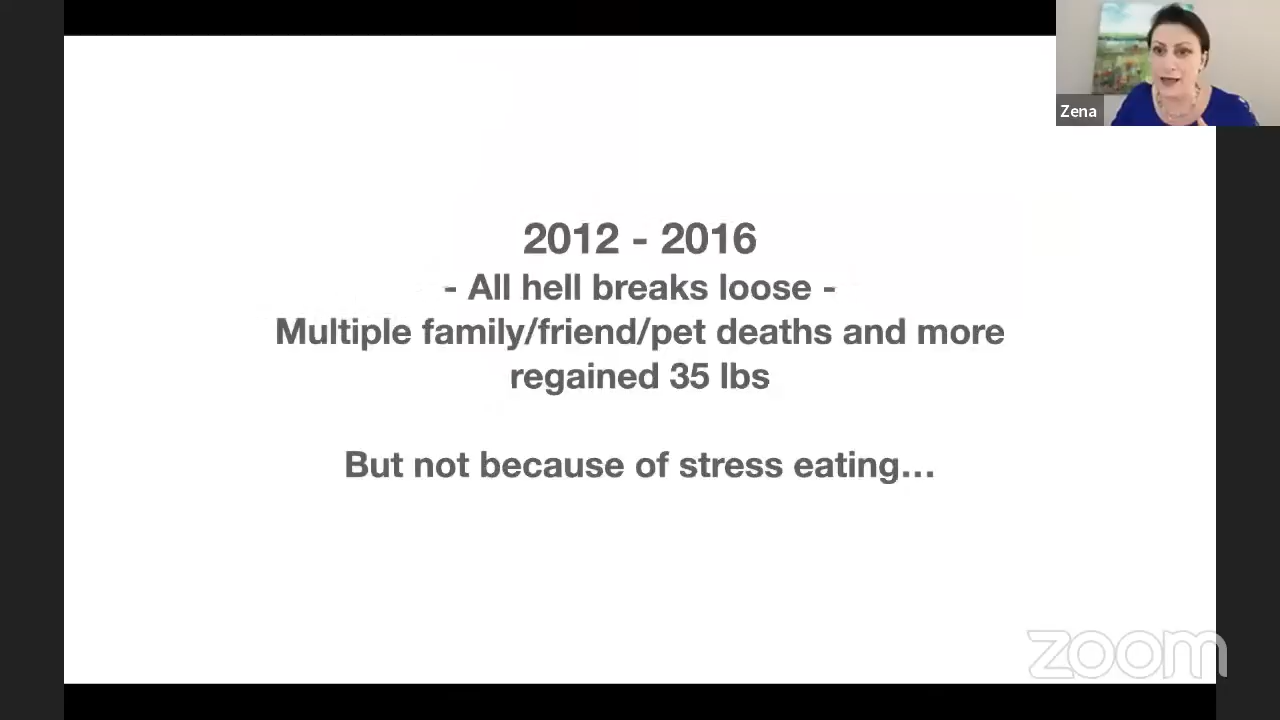 Zena
2012 - 2016
- All hell breaks loose -
Multiple family/friend/pet deaths and more
regained 35 lbs
But not because of stress eating…
zoom